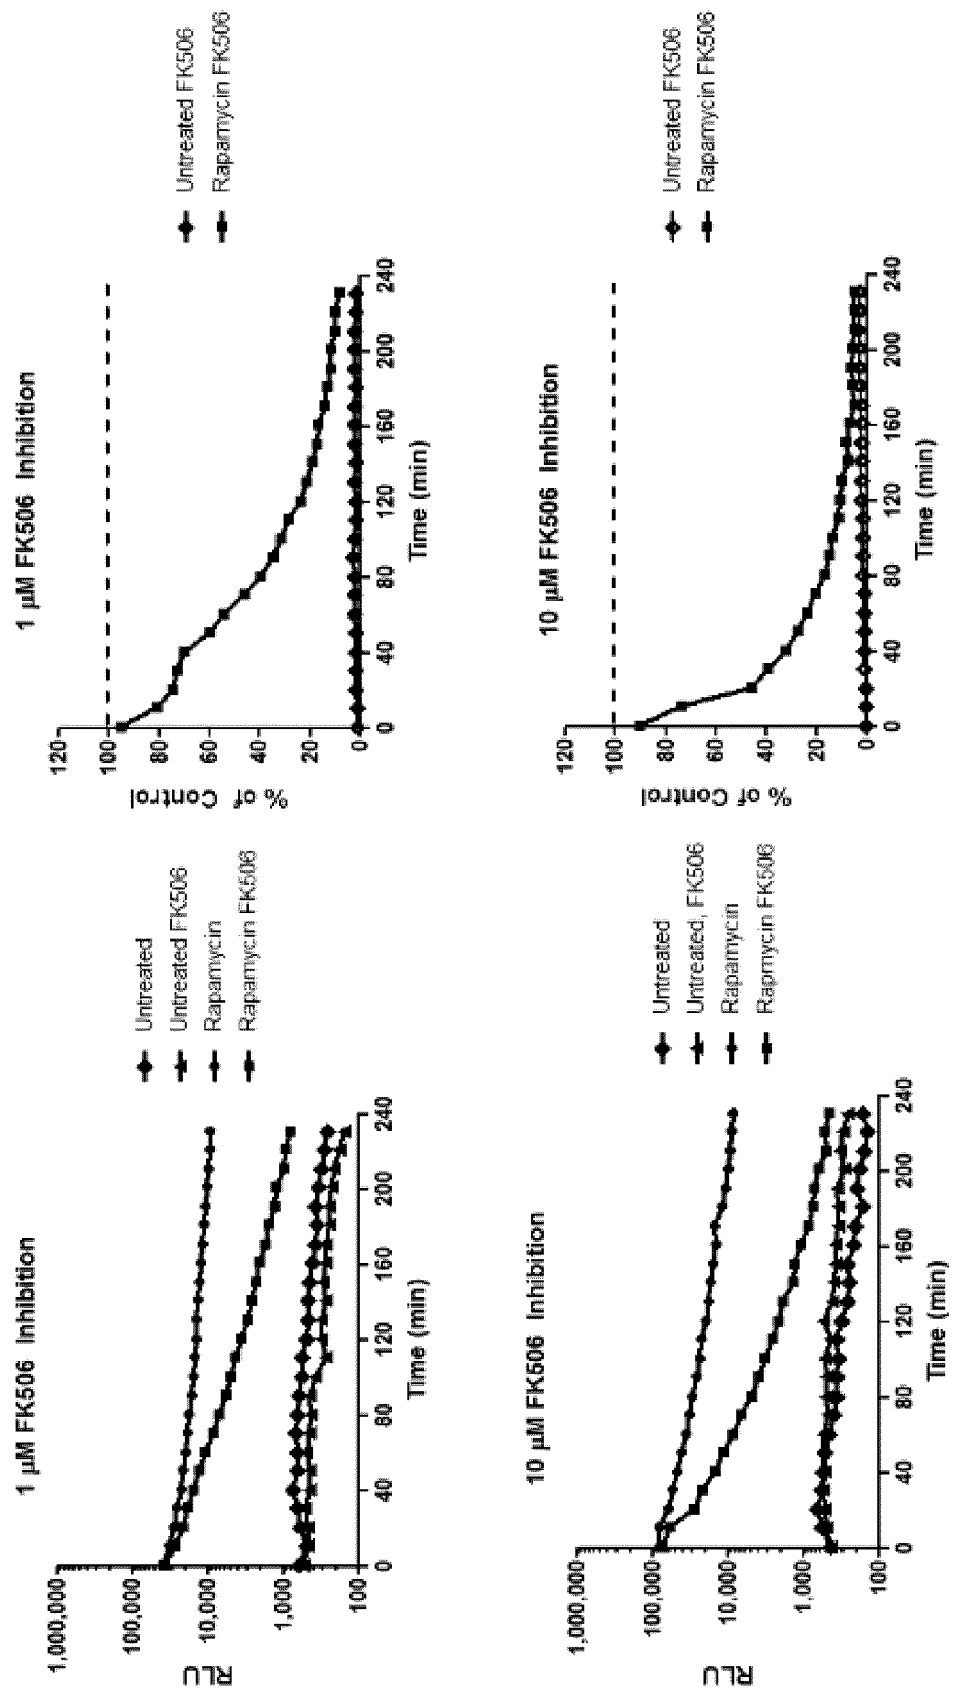 1 µM FK506 Inhibition
RLU
1,000,000
100,000
10,000
1,000
100
0 40 80 120 160 200 240
Time (min)
Untreated
Untreated FK506
Rapamycin
Rapamycin FK506
1 µM FK506 Inhibition
% of Control
120
100
80
60
40
20
0
0 40 80 120 160 200 240
Time (min)
Untreated FK506
Rapamycin FK506
10 µM FK506 Inhibition
RLU
1,000,000
100,000
10,000
1,000
100
0 40 80 120 160 200 240
Time (min)
Untreated
Untreated, FK506
Rapamycin
Rapmycin FK506
10 µM FK506 Inhibition
% of Control
120
100
80
60
40
20
0
0 40 80 120 160 200 240
Time (min)
Untreated FK506
Rapamycin FK506